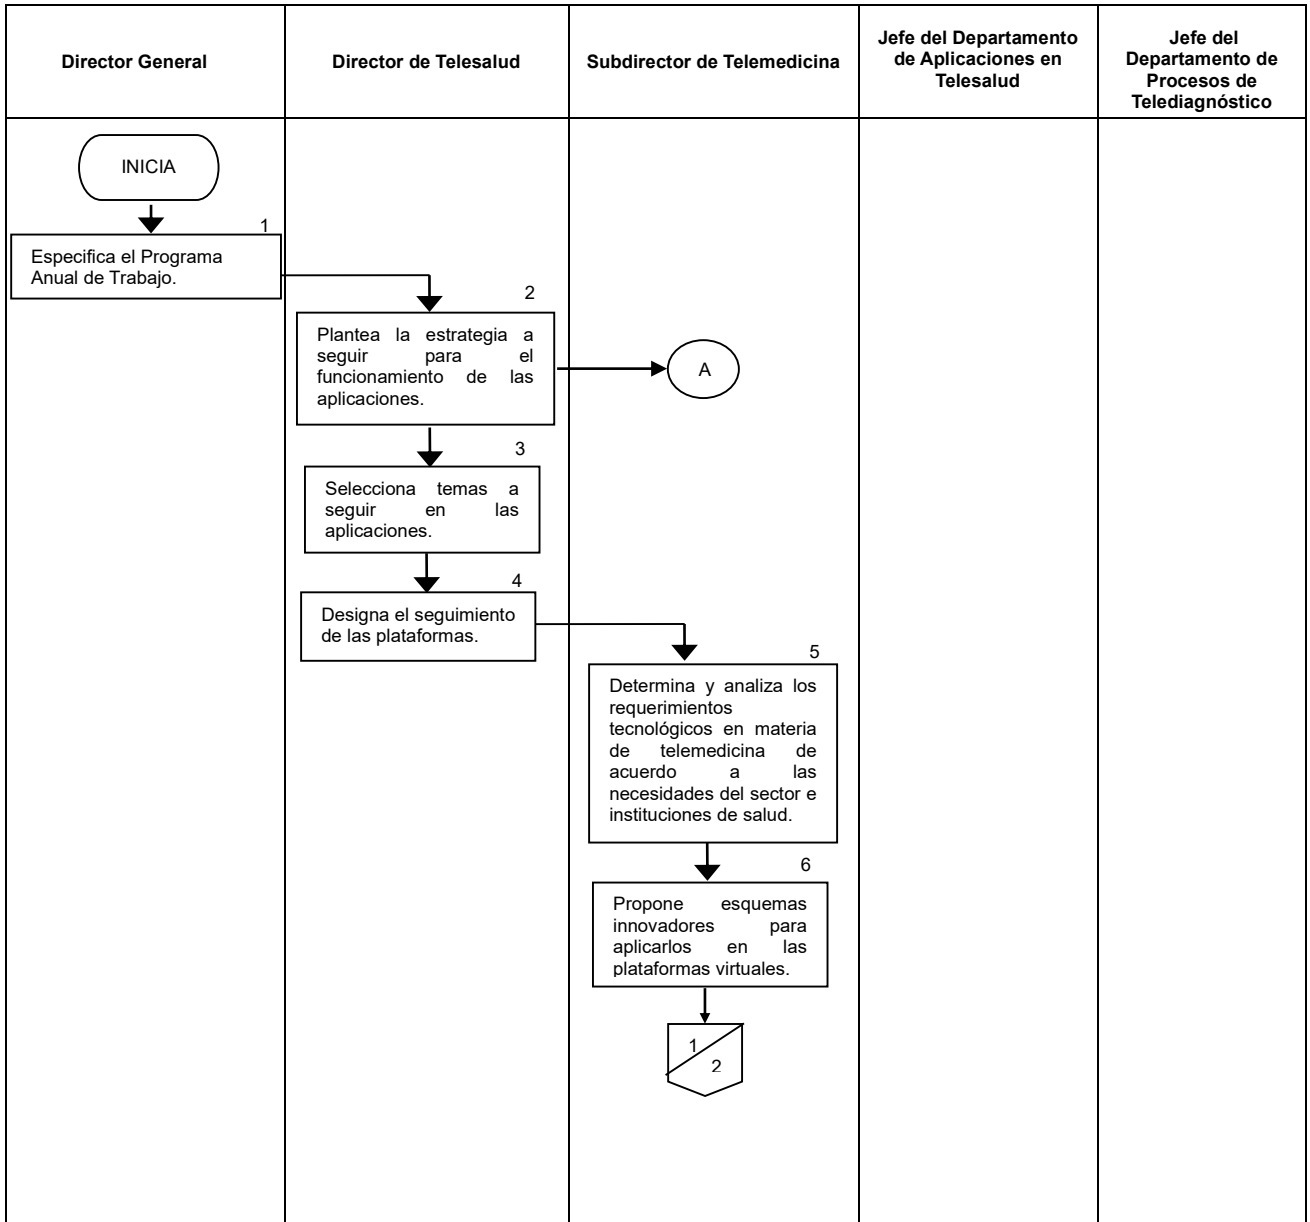 Director General
Director de Telesalud
Subdirector de Telemedicina
Jefe del Departamento
de Aplicaciones en
Telesalud
Jefe del
Departamento de
Procesos de
Telediagnóstico
INICIA
1
Especifica el Programa
Anual de Trabajo.
2
Plantea la estrategia a
seguir para el
funcionamiento de las
aplicaciones.
A
3
Selecciona temas a
seguir en las
aplicaciones.
4
Designa el seguimiento
de las plataformas.
5
Determina y analiza los
requerimientos
tecnológicos en materia
de telemedicina de
acuerdo a las
necesidades del sector e
instituciones de salud.
6
Propone esquemas
innovadores para
aplicarlos en las
plataformas virtuales.
1
2